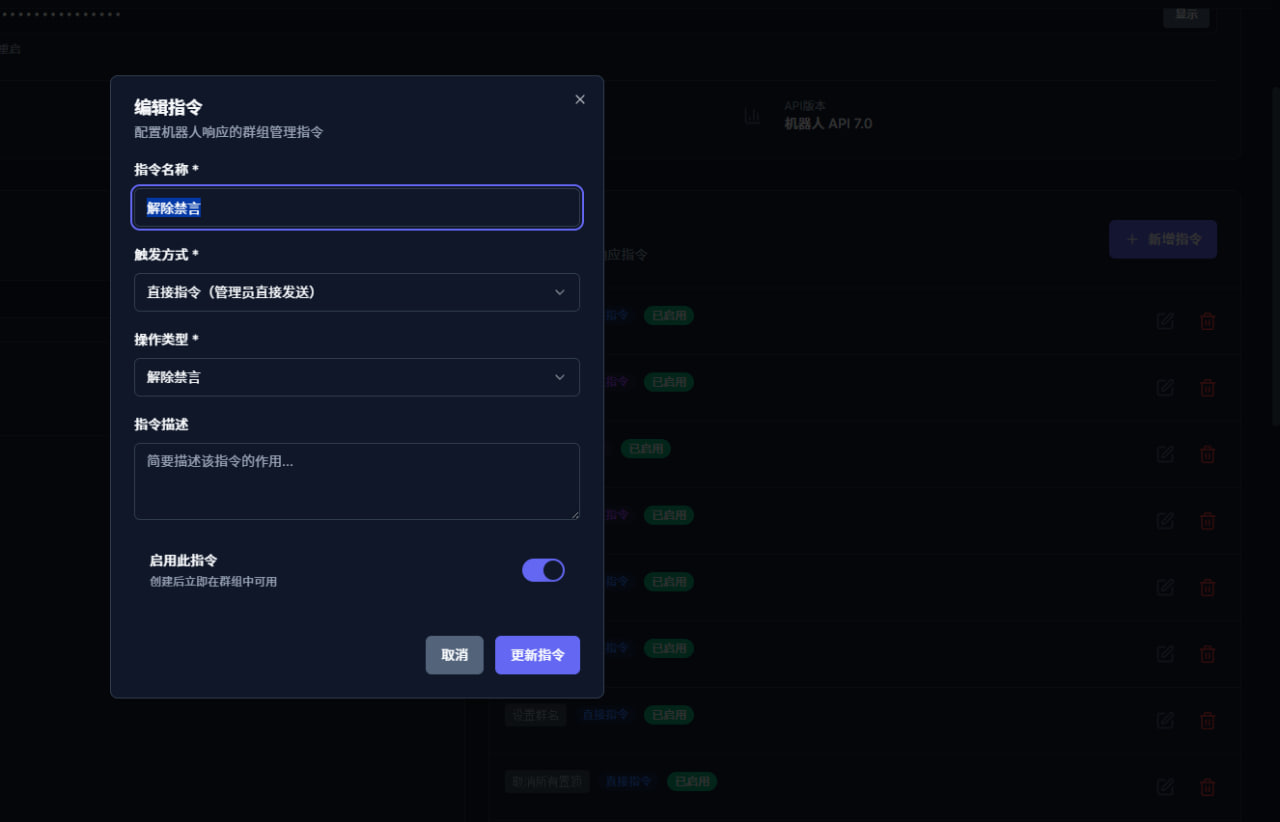 显示
重启
API版本
机器人 API 7.0
编辑指令
配置机器人响应的群组管理指令
指令名称 *
解除禁言
触发方式 *
直接指令（管理员直接发送）
操作类型 *
解除禁言
指令描述
简要描述该指令的作用...
启用此指令
创建后立即在群组中可用
取消
更新指令
应指令
新增指令
指令 已启用
指令 已启用
已启用
指令 已启用
指令 已启用
指令 已启用
设置群名 直接指令 已启用
取消所有置顶 直接指令 已启用